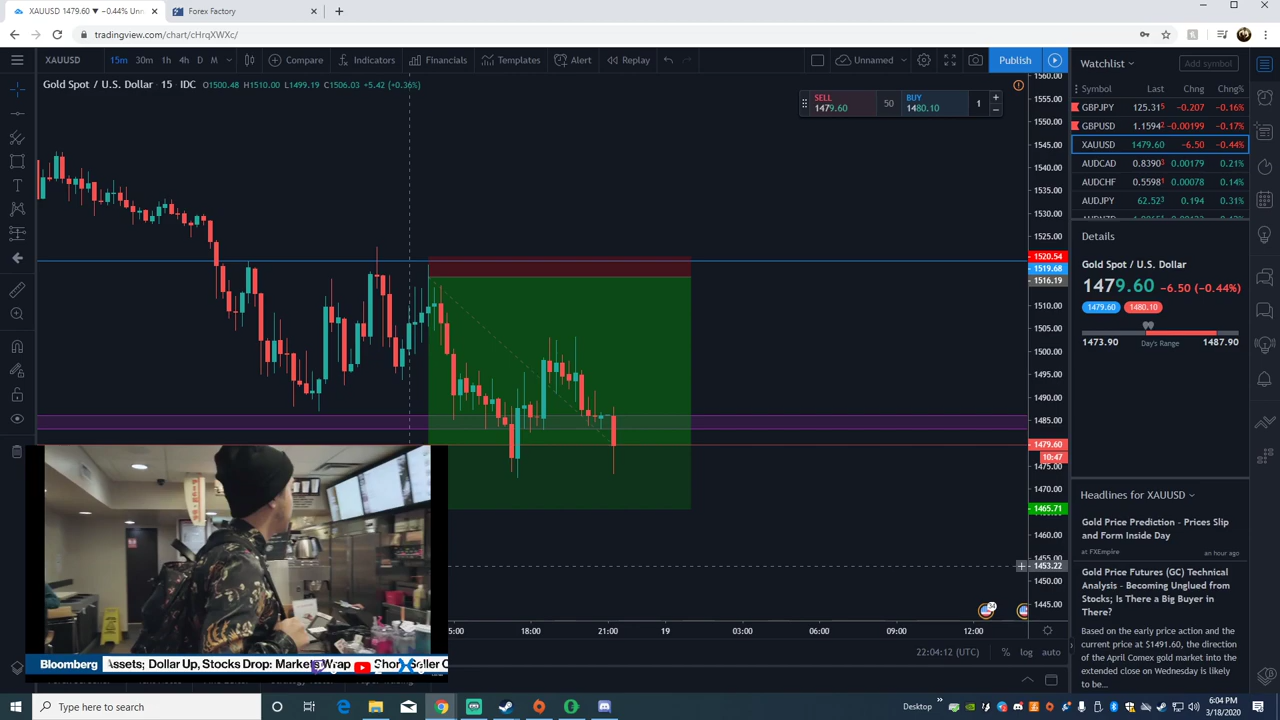 XAUUSD 1479.60 ▼ −0.44% Unn
Forex Factory
tradingview.com/chart/cHrqXWXc/
XAUUSD
15m
30m
1h
4h
D
M
Compare
Indicators
Financials
Templates
Alert
Replay
Unnamed
Publish
Gold Spot / U.S. Dollar · 15 · IDC O1500.48 H1510.00 L1499.19 C1506.03 +5.42 (+0.36%)
SELL
1479.60
50
BUY
1480.10
1
1560.00
1555.00
1550.00
1545.00
1540.00
1535.00
1530.00
1525.00
1520.54
1519.68
1516.19
1510.00
1505.00
1500.00
1495.00
1490.00
1485.00
1479.60
10:47
1475.00
1470.00
1465.71
1460.00
1453.22
1450.00
1445.00
18:00
21:00
19
03:00
06:00
09:00
12:00
22:04:12 (UTC)
%
log
auto
Watchlist
Add symbol
Symbol Last Chng Chng%
GBPJPY 125.315 −0.207 −0.16%
GBPUSD 1.15942 −0.00199 −0.17%
XAUUSD 1479.60 −6.50 −0.44%
AUDCAD 0.83903 0.00179 0.21%
AUDCHF 0.55981 0.00078 0.14%
AUDJPY 62.523 0.194 0.31%
Details
Gold Spot / U.S. Dollar
1479.60 −6.50 (−0.44%)
1479.60
1480.10
1473.90
Day's Range
1487.90
Headlines for XAUUSD
Gold Price Prediction - Prices Slip
and Form Inside Day
at FXEmpire
an hour ago
Gold Price Futures (GC) Technical
Analysis - Becoming Unglued from
Stocks; Is There a Big Buyer in
There?
Based on the early price action and the
current price at $1491.60, the direction
of the April Comex gold market into the
extended close on Wednesday is likely
to be...
Bloomberg
Assets; Dollar Up, Stocks Drop: Markets Wrap
Short-Seller
Type here to search
Desktop
6:04 PM
3/18/2020